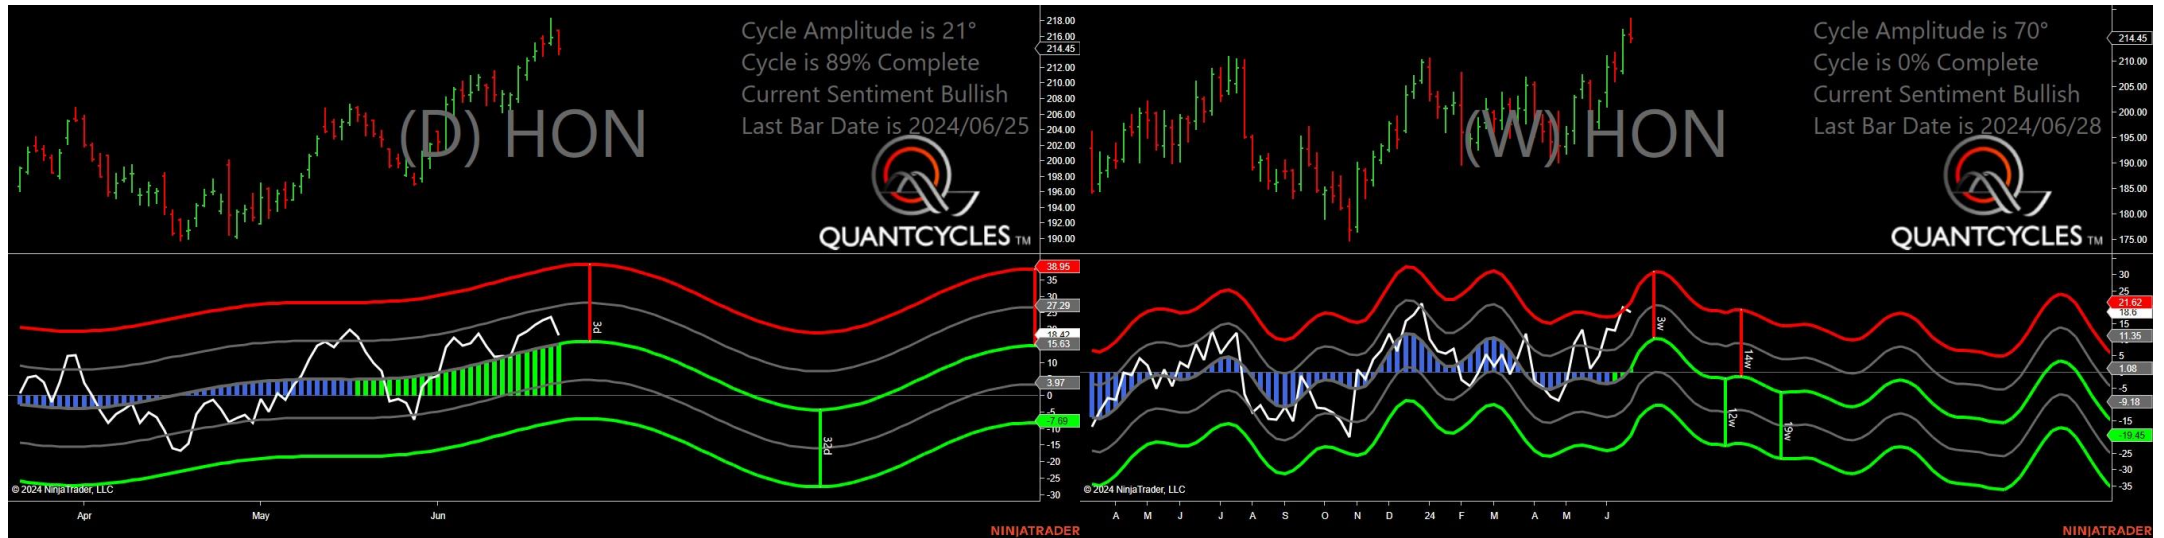 Cycle Amplitude is 21°
Cycle is 89% Complete
Current Sentiment Bullish
Last Bar Date is 2024/06/25
(D) HON
QUANTCYCLES TM
218.00
216.00
214.45
212.00
210.00
208.00
206.00
204.00
202.00
200.00
198.00
196.00
194.00
192.00
190.00
38.95
35
30
27.29
25
18.42
15.63
10
3.97
0
-5
-7.69
-10
-15
-20
-25
-30
3d
32d
© 2024 NinjaTrader, LLC
Apr
May
Jun
NINJATRADER
Cycle Amplitude is 70°
Cycle is 0% Complete
Current Sentiment Bullish
Last Bar Date is 2024/06/28
(W) HON
QUANTCYCLES TM
214.45
210.00
205.00
200.00
195.00
190.00
185.00
180.00
175.00
30
25
21.62
18.6
15
11.35
5
1.08
-5
-9.18
-15
-19.45
-25
-30
-35
3w
14w
12w
19w
© 2024 NinjaTrader, LLC
A M J J A S O N D 24 F M A M J
NINJATRADER